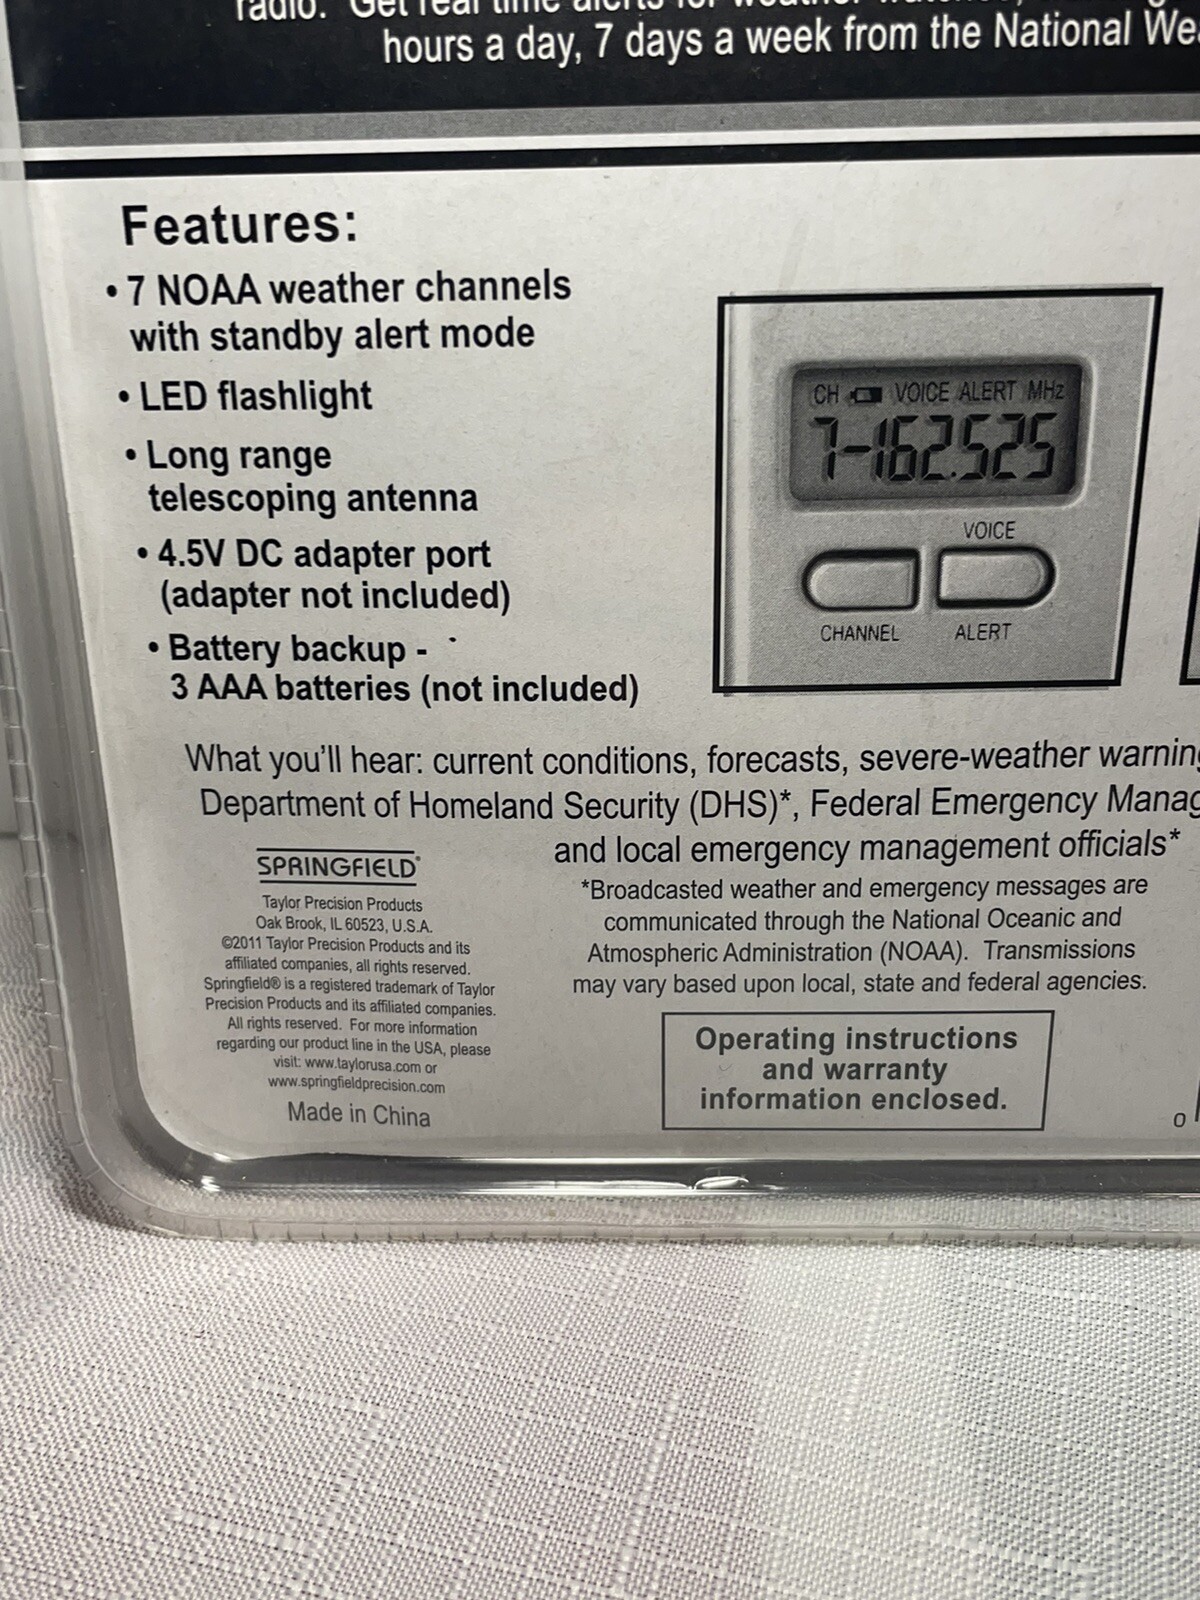 radio. Get real time alerts for weather
hours a day, 7 days a week from the National
Features:
• 7 NOAA weather channels
with standby alert mode
• LED flashlight
• Long range
telescoping antenna
• 4.5V DC adapter port
(adapter not included)
• Battery backup -
3 AAA batteries (not included)
CH VOICE ALERT MHz
7-162.525
VOICE
CHANNEL ALERT
What you'll hear: current conditions, forecasts, severe-weather
Department of Homeland Security (DHS)*, Federal Emergency
and local emergency management officials*
*Broadcasted weather and emergency messages are
communicated through the National Oceanic and
Atmospheric Administration (NOAA). Transmissions
may vary based upon local, state and federal agencies.
Operating instructions
and warranty
information enclosed.
SPRINGFIELD®
Taylor Precision Products
Oak Brook, IL 60523, U.S.A.
©2011 Taylor Precision Products and its
affiliated companies, all rights reserved.
Springfield® is a registered trademark of Taylor
Precision Products and its affiliated companies.
All rights reserved. For more information
regarding our product line in the USA, please
visit: www.taylorusa.com or
www.springfieldprecision.com
Made in China
0